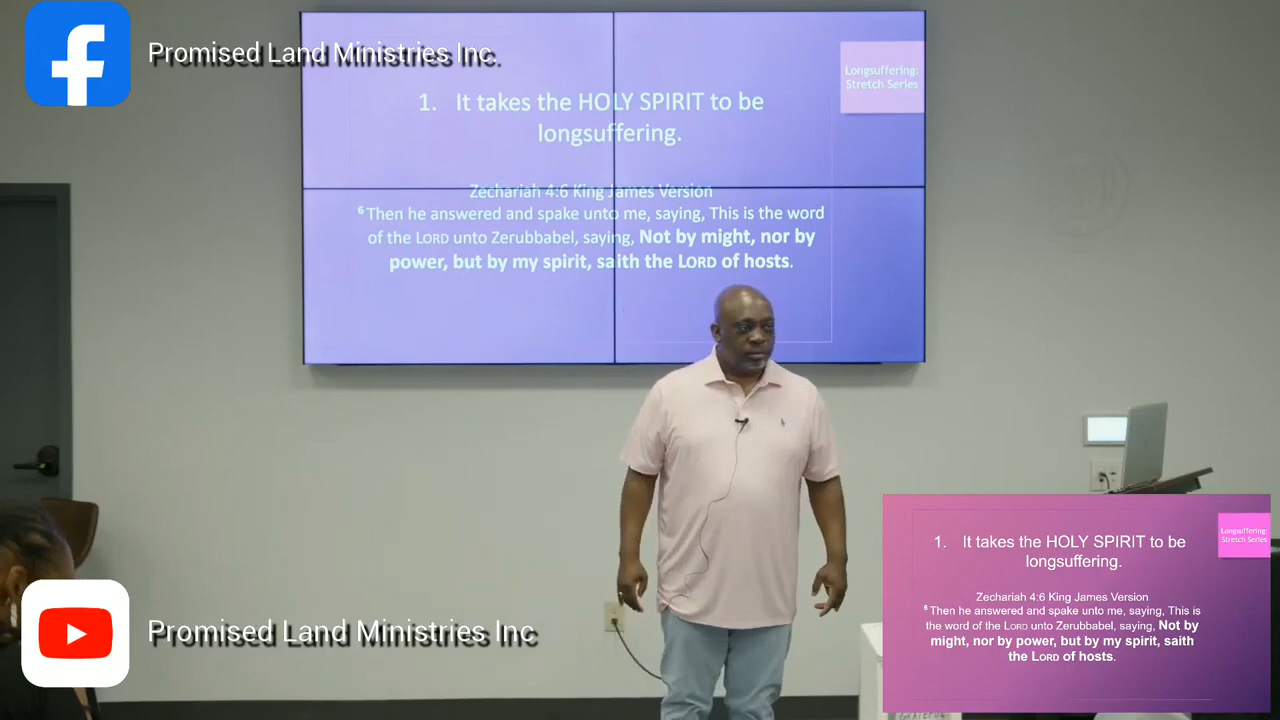 Promised Land Ministries Inc.
Longsuffering:
Stretch Series
1. It takes the HOLY SPIRIT to be
longsuffering.
Zechariah 4:6 King James Version
6 Then he answered and spake unto me, saying, This is the word
of the LORD unto Zerubbabel, saying, Not by might, nor by
power, but by my spirit, saith the LORD of hosts.
Longsuffering:
Stretch Series
1. It takes the HOLY SPIRIT to be
longsuffering.
Zechariah 4:6 King James Version
6 Then he answered and spake unto me, saying, This is
the word of the LORD unto Zerubbabel, saying, Not by
might, nor by power, but by my spirit, saith
the LORD of hosts.
Promised Land Ministries Inc